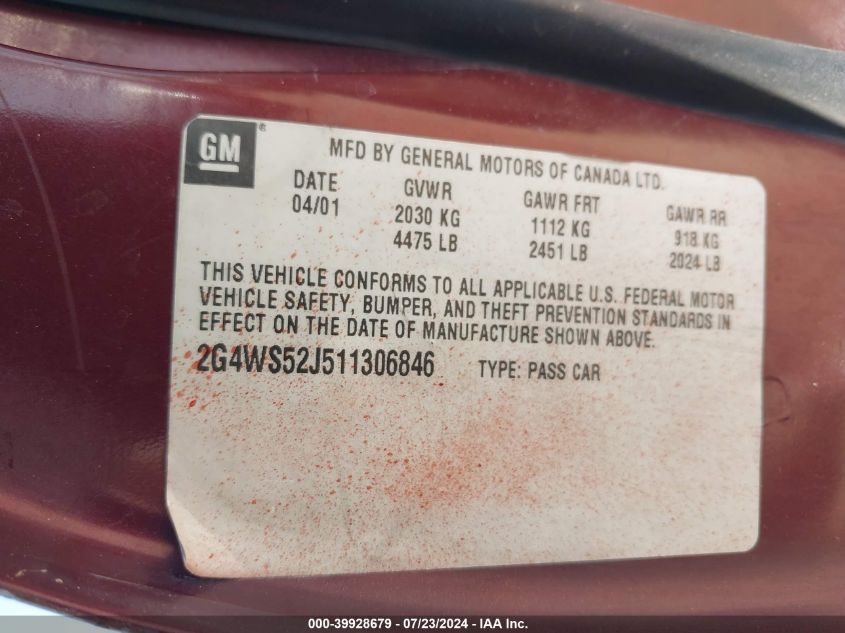 GM®
MFD BY GENERAL MOTORS OF CANADA LTD.
DATE GVWR GAWR FRT GAWR RR
04/01 2030 KG 1112 KG 918 KG
4475 LB 2451 LB 2024 LB
THIS VEHICLE CONFORMS TO ALL APPLICABLE U.S. FEDERAL MOTOR
VEHICLE SAFETY, BUMPER, AND THEFT PREVENTION STANDARDS IN
EFFECT ON THE DATE OF MANUFACTURE SHOWN ABOVE.
2G4WS52J511306846 TYPE: PASS CAR
000-39928679 - 07/23/2024 - IAA Inc.